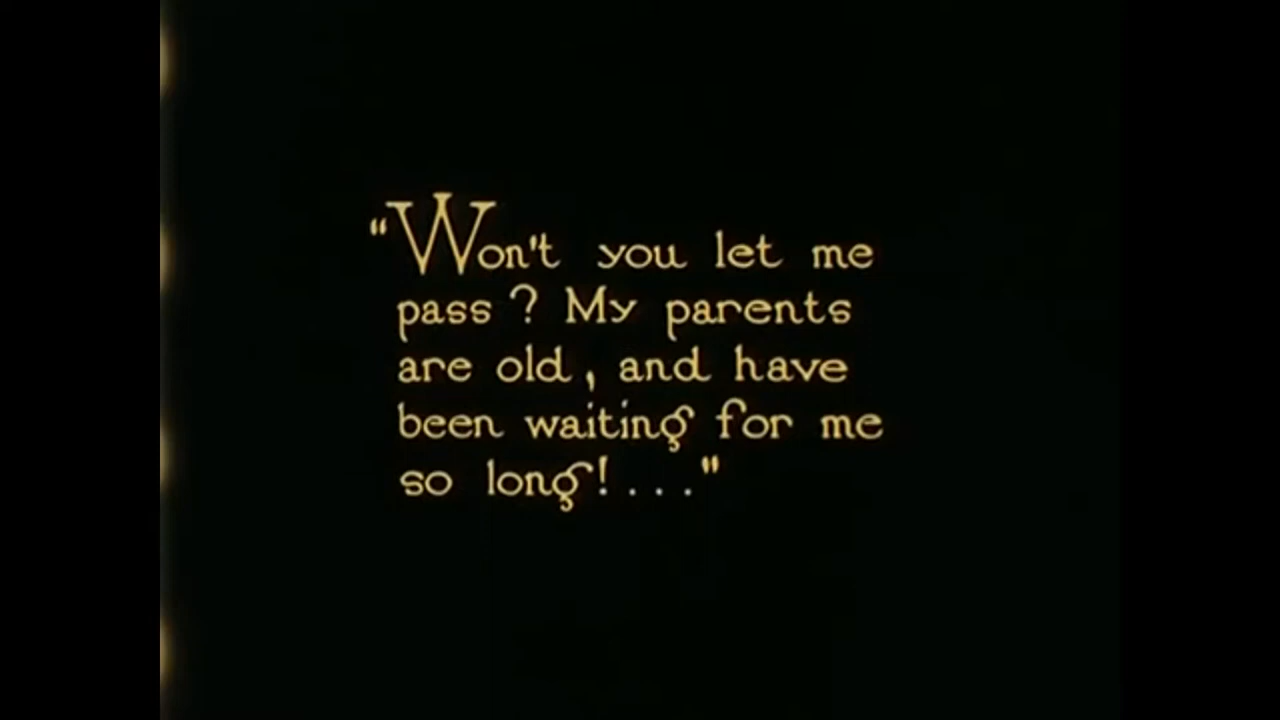 "Won't you let me
pass? My parents
are old, and have
been waiting for me
so long!..."